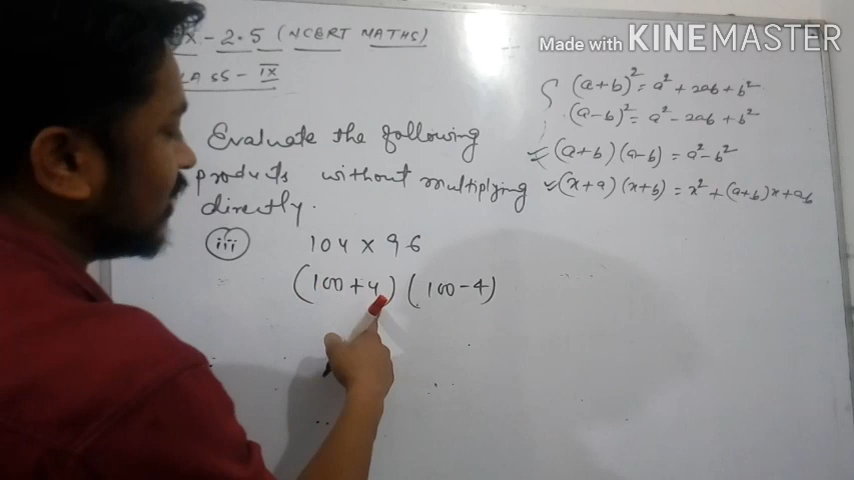 Made with KINEMASTER
X - 2.5 (NCERT MATHS)
ASS - IX
(a+b)² = a² + 2ab + b²
(a-b)² = a² - 2ab + b²
(a+b) (a-b) = a² - b²
(x+a) (x+b) = x² + (a+b)x + ab
Evaluate the following
products without multiplying
directly.
(iii) 104 x 96
(100 + 4) (100 - 4)